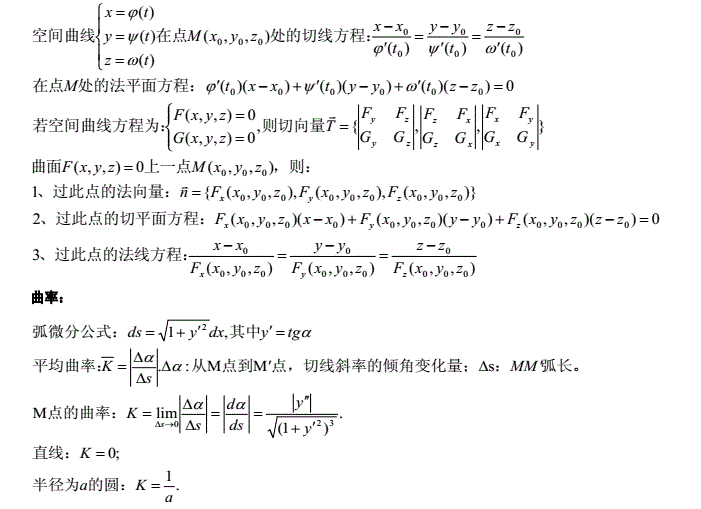 空间曲线{x=φ(t) y=ψ(t) z=ω(t)在点M(x₀,y₀,z₀)处的切线方程：(x−x₀)/φ′(t₀)=(y−y₀)/ψ′(t₀)=(z−z₀)/ω′(t₀)
在点M处的法平面方程：φ′(t₀)(x−x₀)+ψ′(t₀)(y−y₀)+ω′(t₀)(z−z₀)=0
若空间曲线方程为：{F(x,y,z)=0 G(x,y,z)=0,则切向量T⃗={|F_y F_z; G_y G_z|,|F_z F_x; G_z G_x|,|F_x F_y; G_x G_y|}
曲面F(x,y,z)=0上一点M(x₀,y₀,z₀)，则：
1、过此点的法向量：n⃗={F_x(x₀,y₀,z₀),F_y(x₀,y₀,z₀),F_z(x₀,y₀,z₀)}
2、过此点的切平面方程：F_x(x₀,y₀,z₀)(x−x₀)+F_y(x₀,y₀,z₀)(y−y₀)+F_z(x₀,y₀,z₀)(z−z₀)=0
3、过此点的法线方程：(x−x₀)/F_x(x₀,y₀,z₀)=(y−y₀)/F_y(x₀,y₀,z₀)=(z−z₀)/F_z(x₀,y₀,z₀)
曲率：
弧微分公式：ds=√(1+y′²)dx,其中y′=tgα
平均曲率：K̅=|Δα/Δs|.Δα:从M点到M′点，切线斜率的倾角变化量；Δs：MM′弧长。
M点的曲率：K=lim_{Δs→0}|Δα/Δs|=|dα/ds|=|y″|/√((1+y′²)³).
直线：K=0;
半径为a的圆：K=1/a.